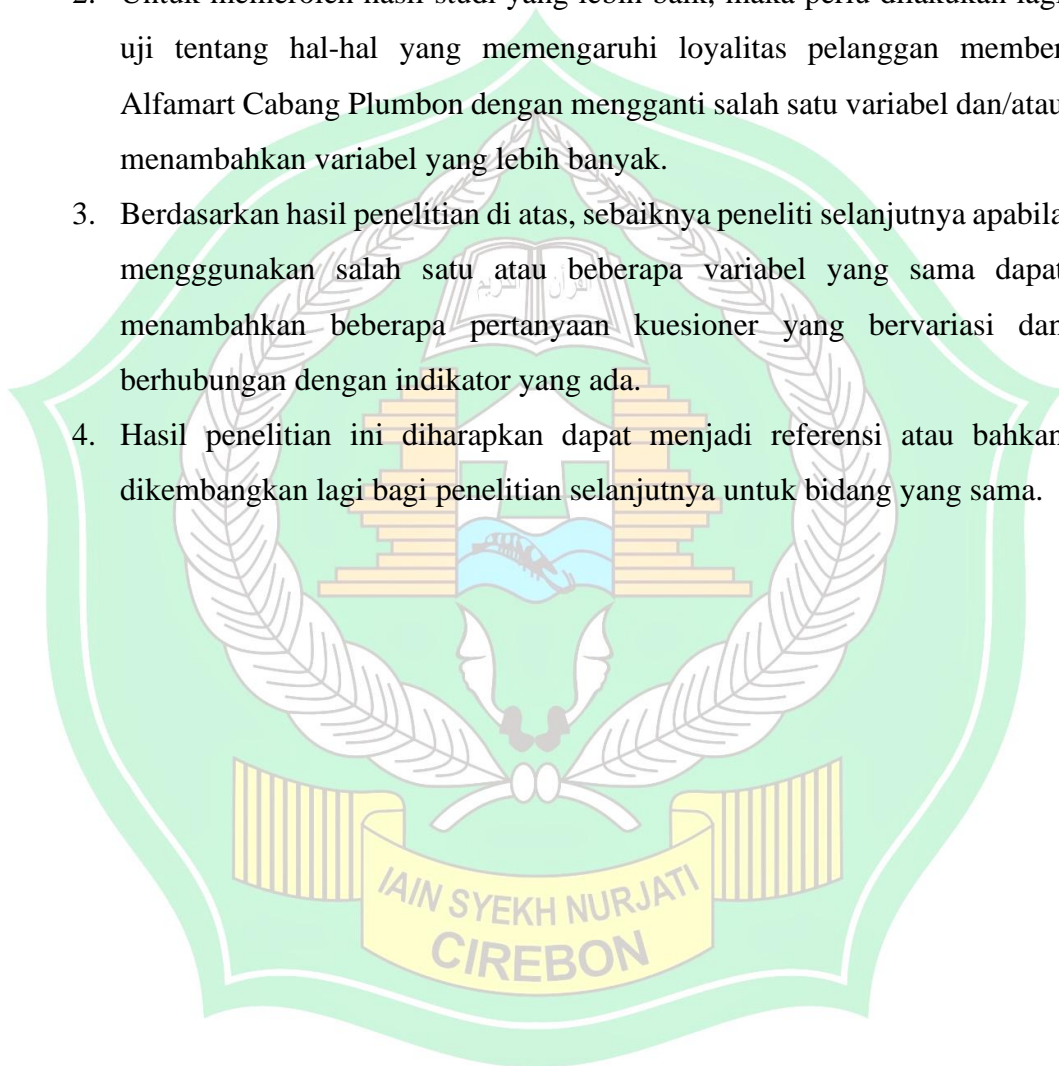 2. Untuk memeroleh hasil studi yang lebih baik, maka perlu dilakukan lagi
uji tentang hal-hal yang memengaruhi loyalitas pelanggan member
Alfamart Cabang Plumbon dengan mengganti salah satu variabel dan/atau
menambahkan variabel yang lebih banyak.
3. Berdasarkan hasil penelitian di atas, sebaiknya peneliti selanjutnya apabila
mengggunakan salah satu atau beberapa variabel yang sama dapat
menambahkan beberapa pertanyaan kuesioner yang bervariasi dan
berhubungan dengan indikator yang ada.
4. Hasil penelitian ini diharapkan dapat menjadi referensi atau bahkan
dikembangkan lagi bagi penelitian selanjutnya untuk bidang yang sama.
القرآن الكريم
IAIN SYEKH NURJATI
CIREBON